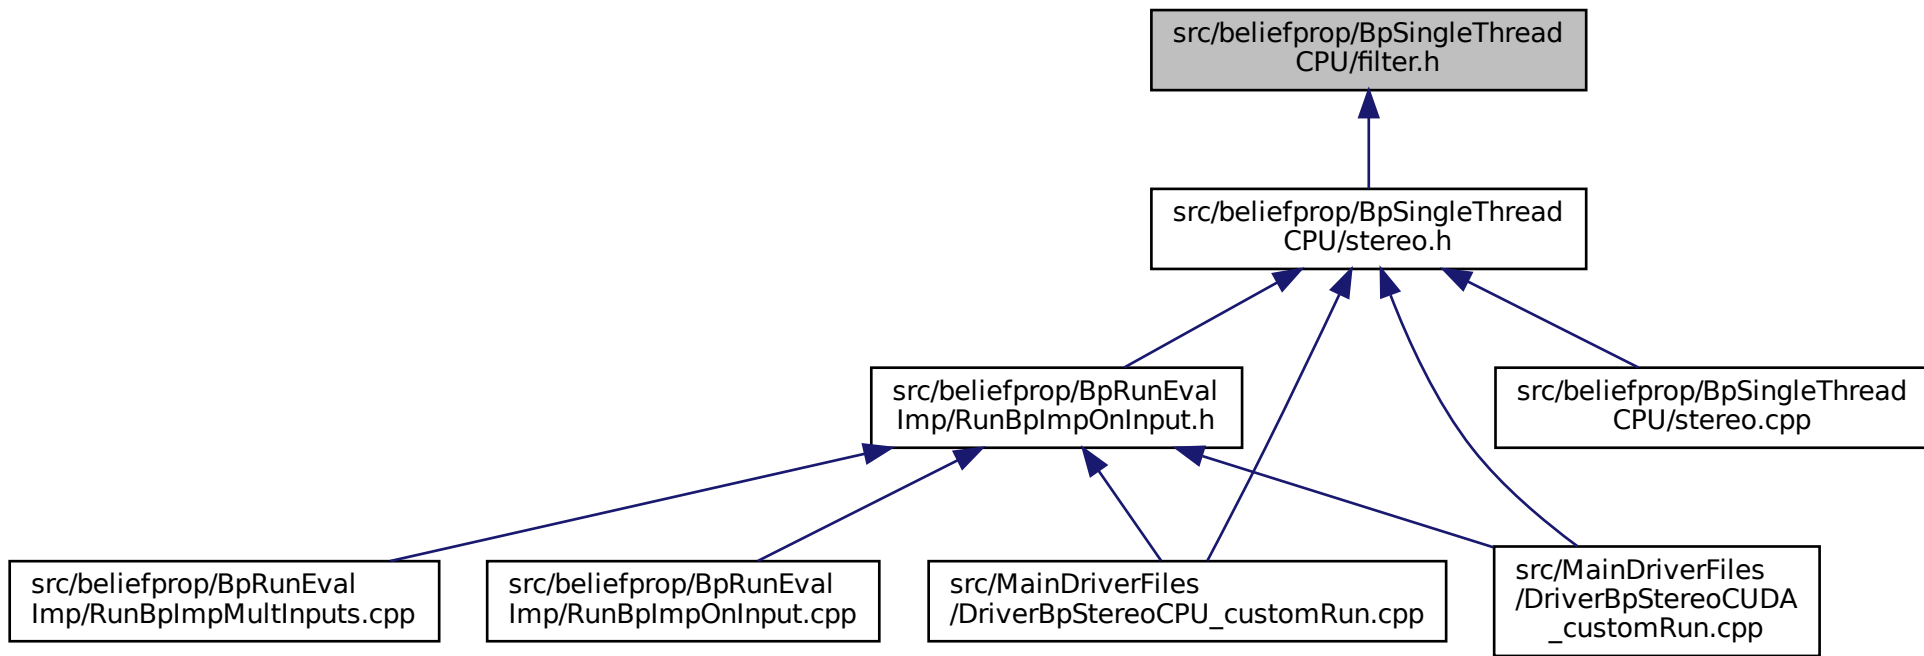 src/beliefprop/BpSingleThread
CPU/filter.h
src/beliefprop/BpSingleThread
CPU/stereo.h
src/beliefprop/BpRunEval
Imp/RunBpImpOnInput.h
src/beliefprop/BpSingleThread
CPU/stereo.cpp
src/beliefprop/BpRunEval
Imp/RunBpImpMultInputs.cpp
src/beliefprop/BpRunEval
Imp/RunBpImpOnInput.cpp
src/MainDriverFiles
/DriverBpStereoCPU_customRun.cpp
src/MainDriverFiles
/DriverBpStereoCUDA
_customRun.cpp